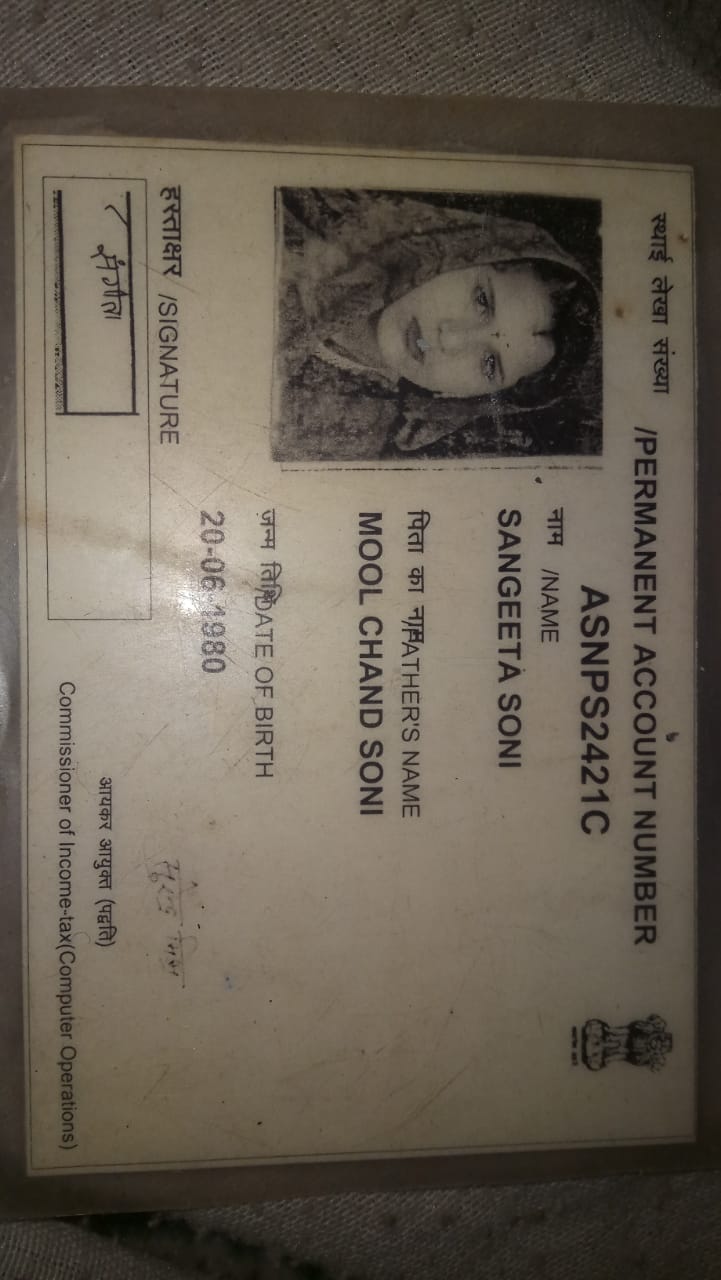 स्थाई लेखा संख्या /PERMANENT ACCOUNT NUMBER
ASNPS2421C
नाम /NAME
SANGEETA SONI
पिता का नाम/FATHER'S NAME
MOOL CHAND SONI
जन्म तिथि/DATE OF BIRTH
20-06-1980
हस्ताक्षर /SIGNATURE
संगीता
आयकर आयुक्त (पद्धति)
Commissioner of Income-tax(Computer Operations)